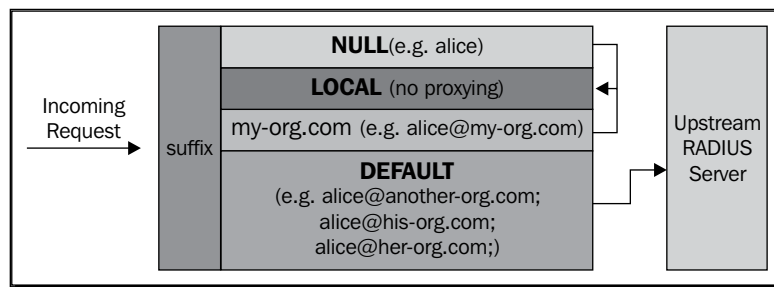 Incoming
Request
suffix
NULL(e.g. alice)
LOCAL (no proxying)
my-org.com (e.g. alice@my-org.com)
DEFAULT
(e.g. alice@another-org.com;
alice@his-org.com;
alice@her-org.com;)
Upstream
RADIUS
Server